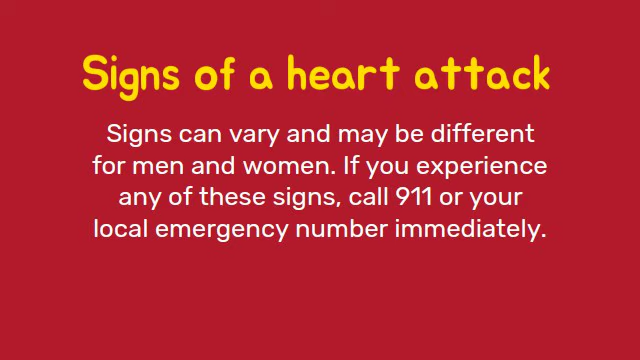 Signs of a heart attack
Signs can vary and may be different
for men and women. If you experience
any of these signs, call 911 or your
local emergency number immediately.